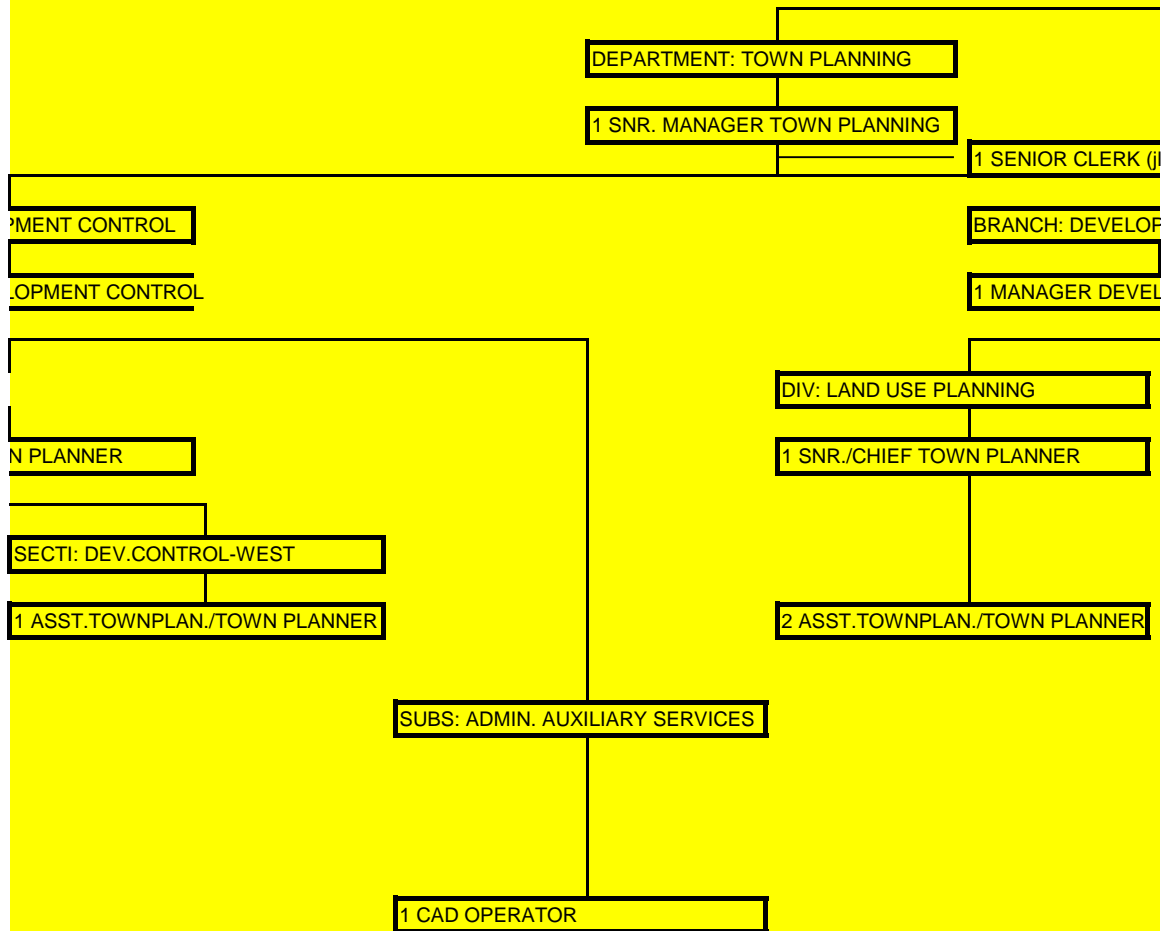 DEPARTMENT: TOWN PLANNING
1 SNR. MANAGER TOWN PLANNING
1 SENIOR CLERK (jl
PMENT CONTROL
BRANCH: DEVELOP
LOPMENT CONTROL
1 MANAGER DEVEL
DIV: LAND USE PLANNING
N PLANNER
1 SNR./CHIEF TOWN PLANNER
SECTI: DEV.CONTROL-WEST
1 ASST.TOWNPLAN./TOWN PLANNER
2 ASST.TOWNPLAN./TOWN PLANNER
SUBS: ADMIN. AUXILIARY SERVICES
1 CAD OPERATOR